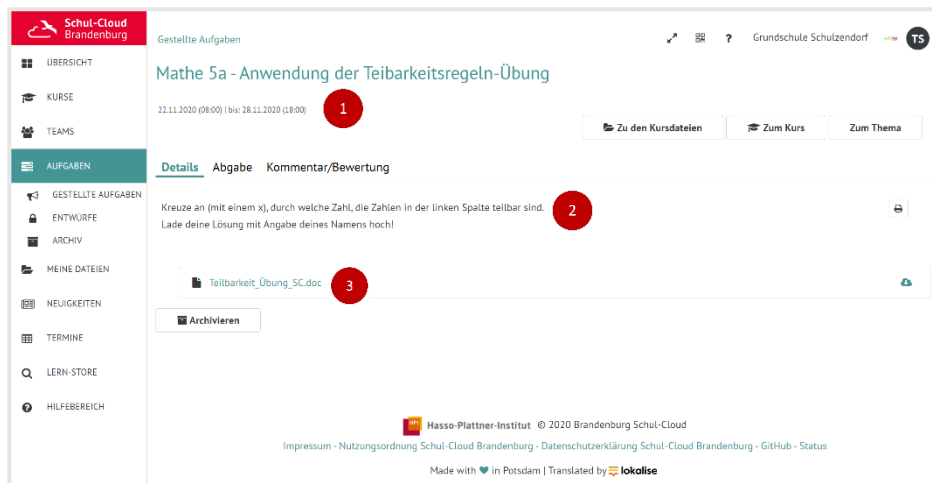 Schul-Cloud
Brandenburg
Gestellte Aufgaben
?
Grundschule Schulzendorf
TS
ÜBERSICHT
KURSE
TEAMS
AUFGABEN
GESTELLTE AUFGABEN
ENTWÜRFE
ARCHIV
MEINE DATEIEN
NEUIGKEITEN
TERMINE
LERN-STORE
HILFEBEREICH
Mathe 5a - Anwendung der Teibarkeitsregeln-Übung
22.11.2020 (08:00) | bis: 28.11.2020 (18:00)
1
Zu den Kursdateien
Zum Kurs
Zum Thema
Details Abgabe Kommentar/Bewertung
Kreuze an (mit einem x), durch welche Zahl, die Zahlen in der linken Spalte teilbar sind.
Lade deine Lösung mit Angabe deines Namens hoch!
2
Teilbarkeit_Übung_SC.doc
3
Archivieren
HPI Hasso-Plattner-Institut © 2020 Brandenburg Schul-Cloud
Impressum - Nutzungsordnung Schul-Cloud Brandenburg - Datenschutzerklärung Schul-Cloud Brandenburg - GitHub - Status
Made with ♥ in Potsdam | Translated by lokalise